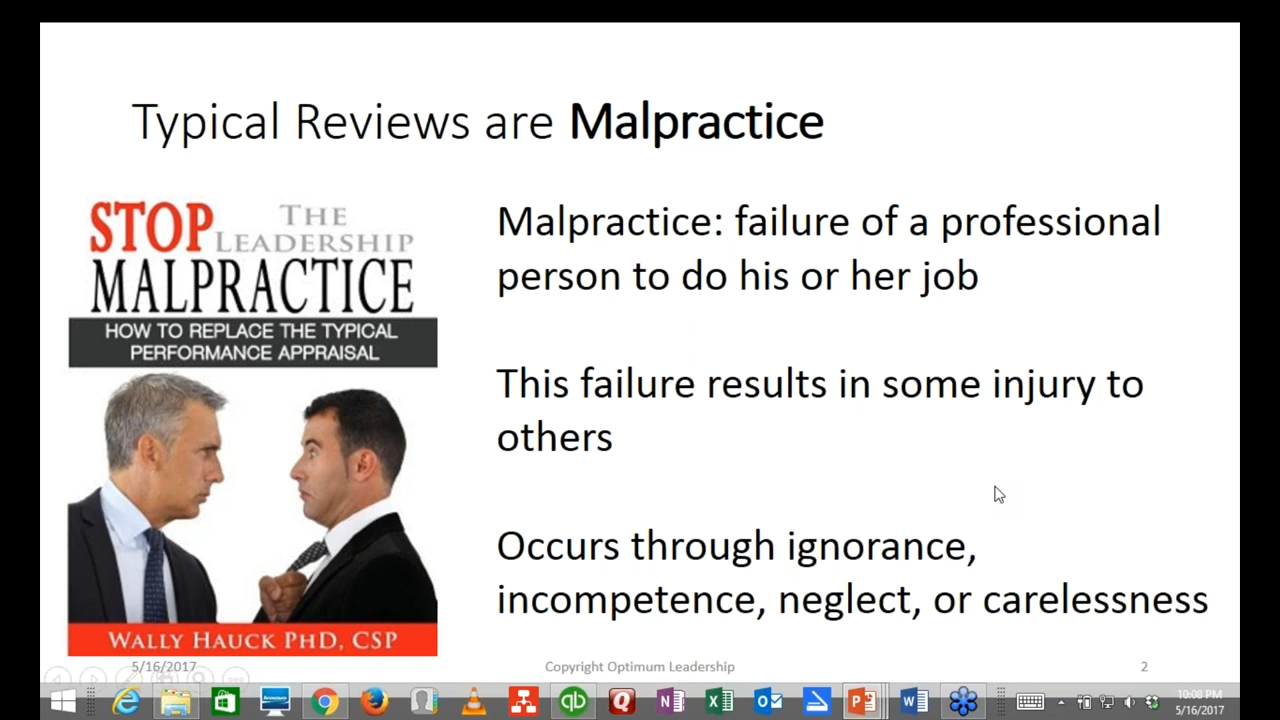 Typical Reviews are Malpractice
STOP THE
LEADERSHIP
MALPRACTICE
HOW TO REPLACE THE TYPICAL
PERFORMANCE APPRAISAL
WALLY HAUCK PHD, CSP
Malpractice: failure of a professional
person to do his or her job
This failure results in some injury to
others
Occurs through ignorance,
incompetence, neglect, or carelessness
5/16/2017
Copyright Optimum Leadership
2
10:08 PM
5/16/2017